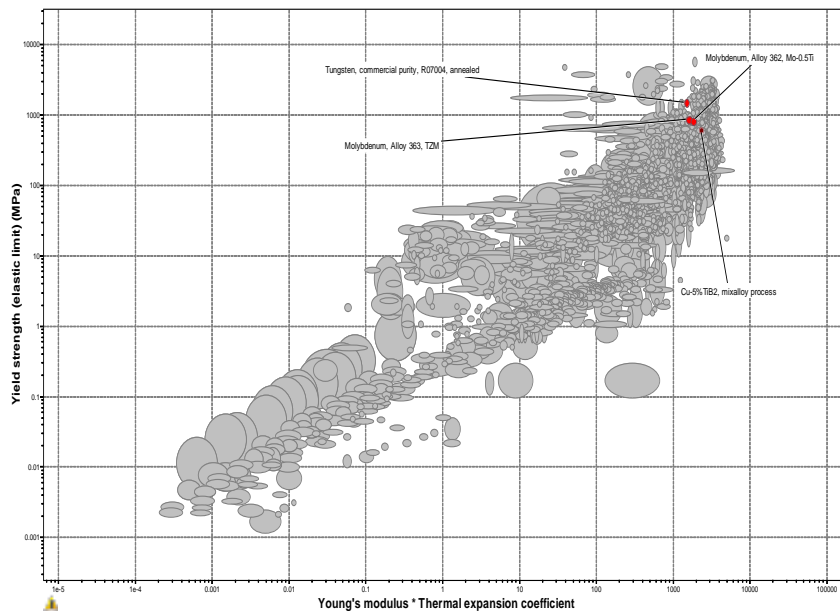 10000
Tungsten, commercial purity, R07004, annealed
Molybdenum, Alloy 362, Mo-0.5Ti
1000
Molybdenum, Alloy 363, TZM
100
10
Cu-5%TiB2, mixalloy process
1
0.1
0.01
0.001
Yield strength (elastic limit) (MPa)
1e-5 1e-4 0.001 0.01 0.1 1 10 100 1000 10000 100000
Young's modulus * Thermal expansion coefficient